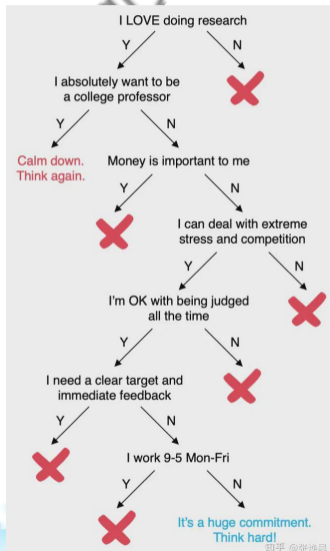 I LOVE doing research
Y
N
I absolutely want to be
a college professor
Y
N
Calm down.
Think again.
Money is important to me
Y
N
I can deal with extreme
stress and competition
Y
N
I'm OK with being judged
all the time
Y
N
I need a clear target and
immediate feedback
Y
N
I work 9-5 Mon-Fri
Y
N
It's a huge commitment.
Think hard!